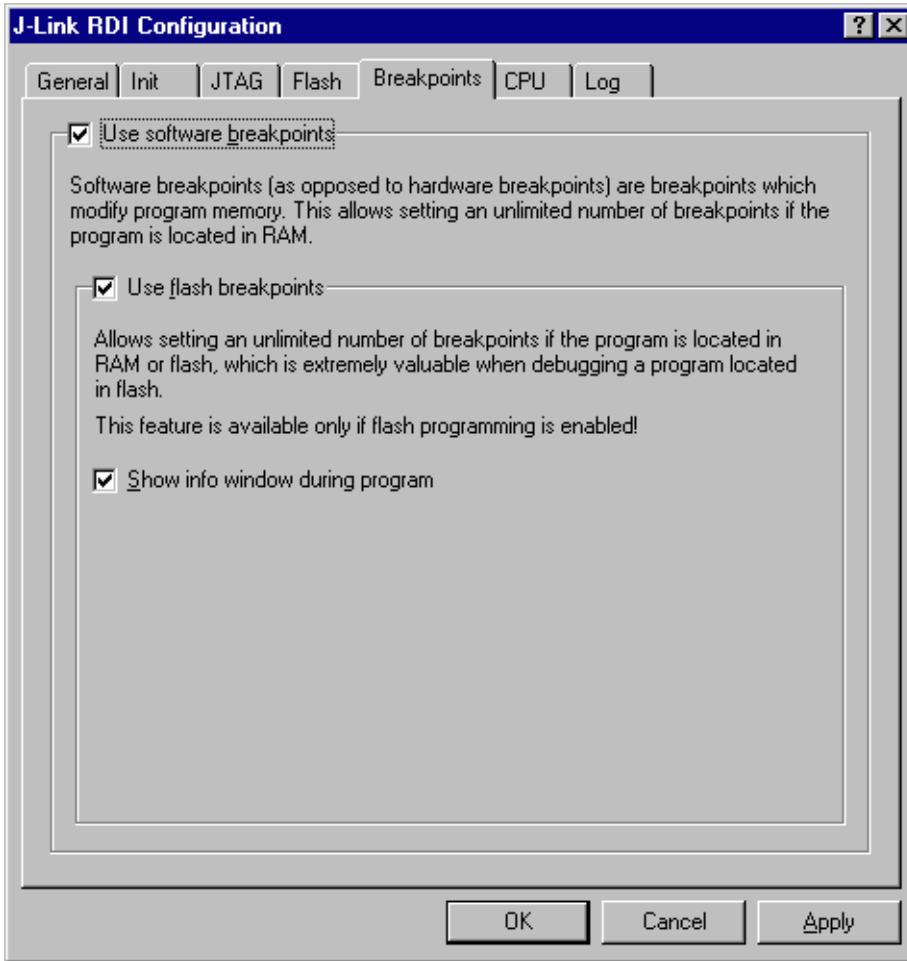 J-Link RDI Configuration
General Init JTAG Flash Breakpoints CPU Log
Use software breakpoints
Software breakpoints (as opposed to hardware breakpoints) are breakpoints which
modify program memory. This allows setting an unlimited number of breakpoints if the
program is located in RAM.
Use flash breakpoints
Allows setting an unlimited number of breakpoints if the program is located in
RAM or flash, which is extremely valuable when debugging a program located
in flash.
This feature is available only if flash programming is enabled!
Show info window during program
OK Cancel Apply